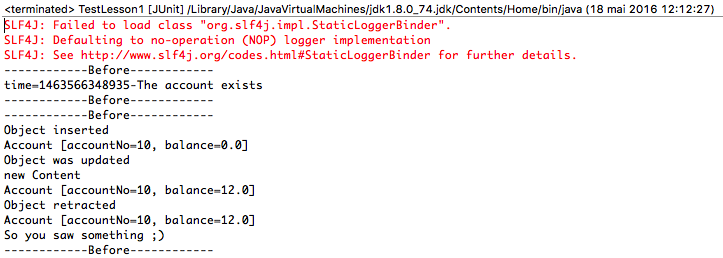 <terminated> TestLesson1 [JUnit] /Library/Java/JavaVirtualMachines/jdk1.8.0_74.jdk/Contents/Home/bin/java (18 mai 2016 12:12:27)
SLF4J: Failed to load class "org.slf4j.impl.StaticLoggerBinder".
SLF4J: Defaulting to no-operation (NOP) logger implementation
SLF4J: See http://www.slf4j.org/codes.html#StaticLoggerBinder for further details.
------------Before------------
time=1463566348935-The account exists
------------Before------------
------------Before------------
Object inserted
Account [accountNo=10, balance=0.0]
Object was updated
new Content
Account [accountNo=10, balance=12.0]
Object retracted
Account [accountNo=10, balance=12.0]
So you saw something ;)
------------Before------------